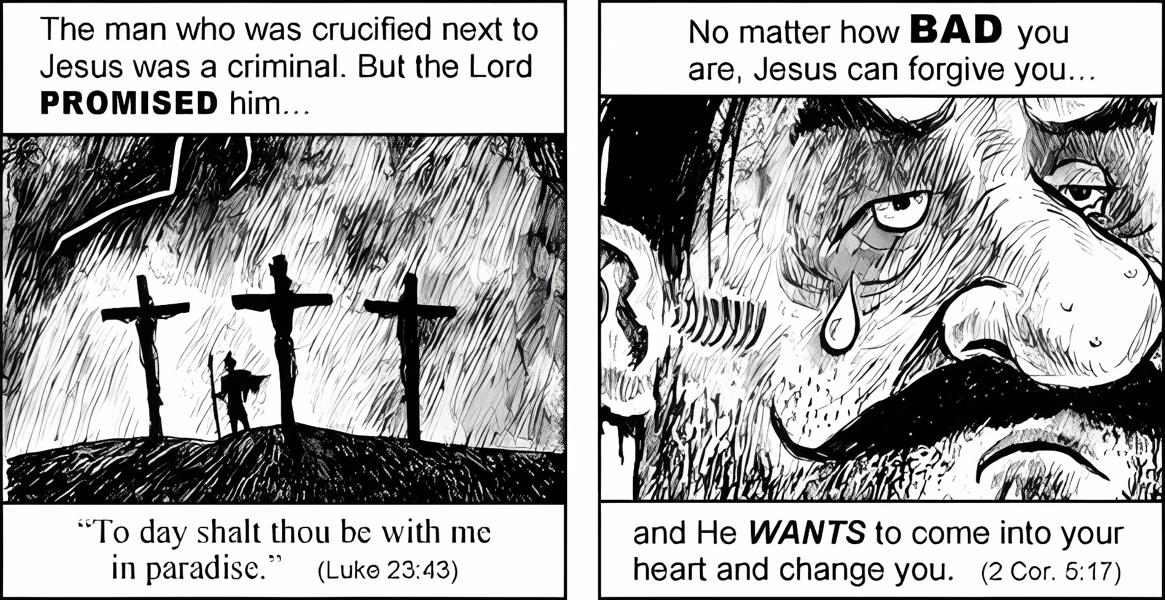 The man who was crucified next to
Jesus was a criminal. But the Lord
PROMISED him...
“To day shalt thou be with me
in paradise.” (Luke 23:43)
No matter how BAD you
are, Jesus can forgive you...
and He WANTS to come into your
heart and change you. (2 Cor. 5:17)